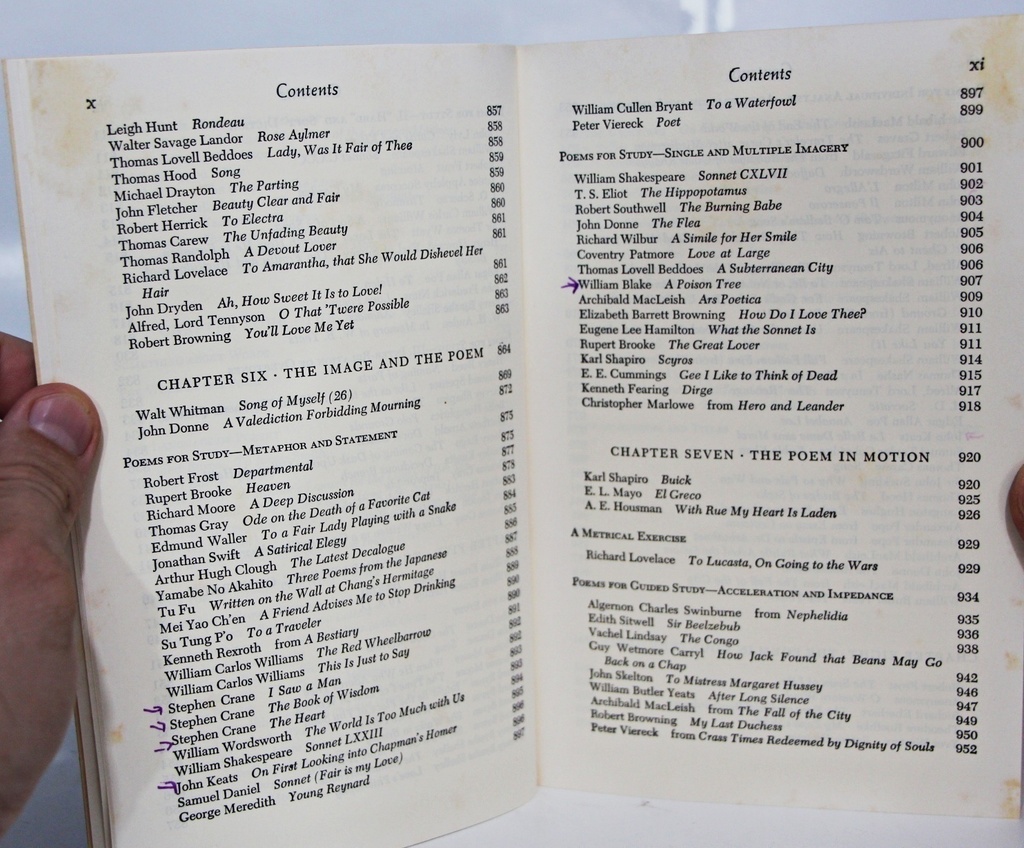 x
Contents
Leigh Hunt Rondeau 857
Walter Savage Landor Rose Aylmer 858
Thomas Lovell Beddoes Lady, Was It Fair of Thee 858
Thomas Hood Song 859
Michael Drayton The Parting 859
John Fletcher Beauty Clear and Fair 860
Robert Herrick To Electra 860
Thomas Carew The Unfading Beauty 861
Thomas Randolph A Devout Lover 861
Richard Lovelace To Amarantha, that She Would Dishevel Her
Hair 861
John Dryden Ah, How Sweet It Is to Love! 862
Alfred, Lord Tennyson O That 'Twere Possible 863
Robert Browning You'll Love Me Yet 863
CHAPTER SIX · THE IMAGE AND THE POEM 864
Walt Whitman Song of Myself (26) 869
John Donne A Valediction Forbidding Mourning 872
POEMS FOR STUDY—METAPHOR AND STATEMENT 875
Robert Frost Departmental 875
Rupert Brooke Heaven 877
Richard Moore A Deep Discussion 878
Thomas Gray Ode on the Death of a Favorite Cat 883
Edmund Waller To a Fair Lady Playing with a Snake 884
Jonathan Swift A Satirical Elegy 885
Arthur Hugh Clough The Latest Decalogue 886
Yamabe No Akahito Three Poems from the Japanese 887
Tu Fu Written on the Wall at Chang's Hermitage 888
Mei Yao Ch'en A Friend Advises Me to Stop Drinking 889
Su Tung P'o To a Traveler 890
Kenneth Rexroth from A Bestiary 890
William Carlos Williams The Red Wheelbarrow 891
William Carlos Williams This Is Just to Say 892
Stephen Crane I Saw a Man 892
Stephen Crane The Book of Wisdom 893
Stephen Crane The Heart 893
William Wordsworth The World Is Too Much with Us 894
William Shakespeare Sonnet LXXIII 895
John Keats On First Looking into Chapman's Homer 896
Samuel Daniel Sonnet (Fair is my Love) 896
George Meredith Young Reynard 897
Contents
xi
William Cullen Bryant To a Waterfowl 897
Peter Viereck Poet 899
POEMS FOR STUDY—SINGLE AND MULTIPLE IMAGERY 900
William Shakespeare Sonnet CXLVII 901
T. S. Eliot The Hippopotamus 902
Robert Southwell The Burning Babe 903
John Donne The Flea 904
Richard Wilbur A Simile for Her Smile 905
Coventry Patmore Love at Large 906
Thomas Lovell Beddoes A Subterranean City 906
William Blake A Poison Tree 907
Archibald MacLeish Ars Poetica 909
Elizabeth Barrett Browning How Do I Love Thee? 910
Eugene Lee Hamilton What the Sonnet Is 911
Rupert Brooke The Great Lover 911
Karl Shapiro Scyros 914
E. E. Cummings Gee I Like to Think of Dead 915
Kenneth Fearing Dirge 917
Christopher Marlowe from Hero and Leander 918
CHAPTER SEVEN · THE POEM IN MOTION 920
Karl Shapiro Buick 920
E. L. Mayo El Greco 925
A. E. Housman With Rue My Heart Is Laden 926
A METRICAL EXERCISE 929
Richard Lovelace To Lucasta, On Going to the Wars 929
POEMS FOR GUIDED STUDY—ACCELERATION AND IMPEDANCE 934
Algernon Charles Swinburne from Nephelidia 935
Edith Sitwell Sir Beelzebub 936
Vachel Lindsay The Congo 938
Guy Wetmore Carryl How Jack Found that Beans May Go
Back on a Chap 942
John Skelton To Mistress Margaret Hussey 946
William Butler Yeats After Long Silence 947
Archibald MacLeish from The Fall of the City 949
Robert Browning My Last Duchess 950
Peter Viereck from Crass Times Redeemed by Dignity of Souls 952